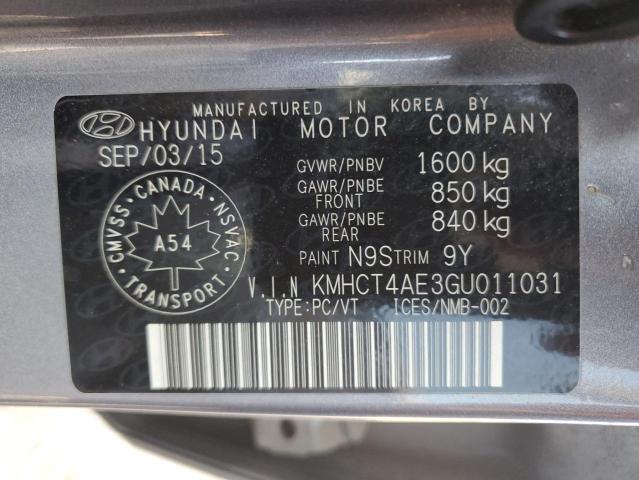 MANUFACTURED IN KOREA BY
HYUNDAI MOTOR COMPANY
SEP/03/15
GVWR/PNBV 1600 kg
GAWR/PNBE FRONT 850 kg
GAWR/PNBE REAR 840 kg
PAINT N9S TRIM 9Y
CANADA
CMVSS NSVAC
A54
TRANSPORT
V.I.N KMHCT4AE3GU011031
TYPE:PC/VT ICES/NMB-002